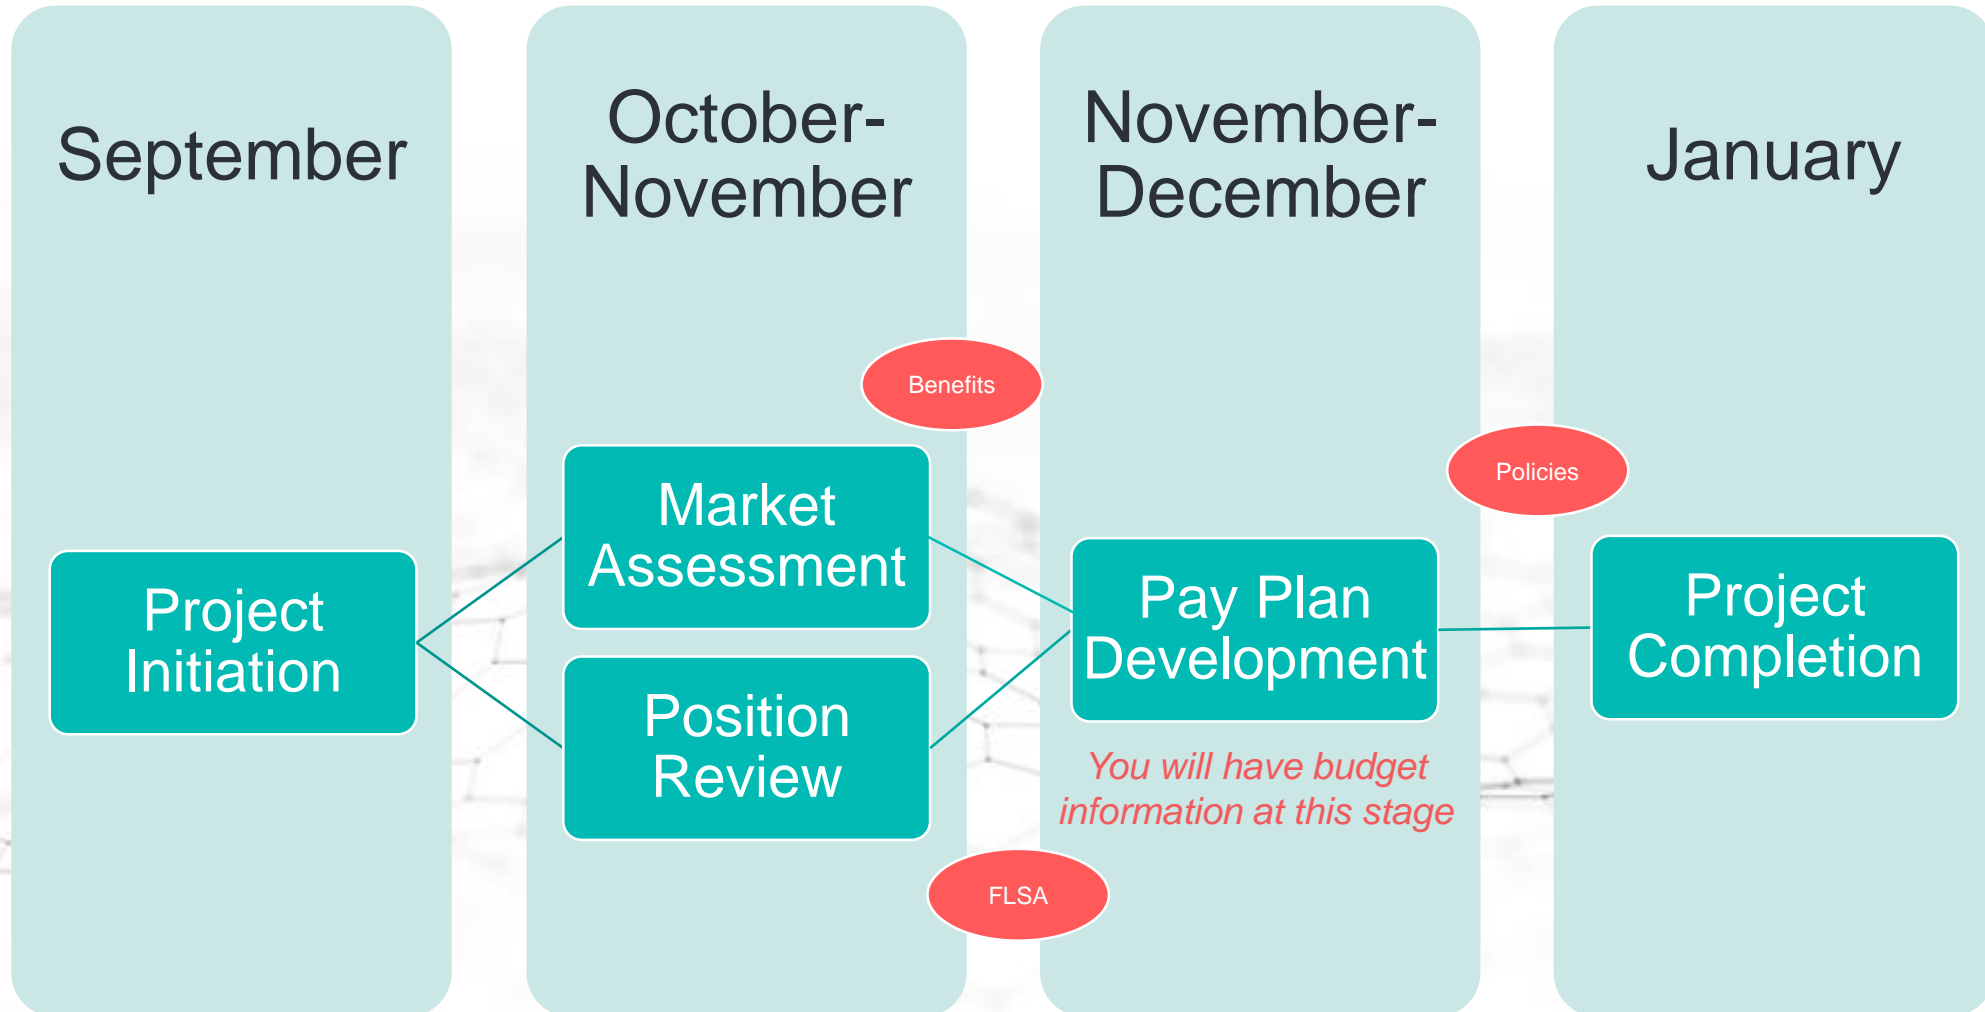 September
October-
November
November-
December
January
Benefits
Policies
Market
Assessment
Project
Initiation
Position
Review
Pay Plan
Development
You will have budget
information at this stage
Project
Completion
FLSA